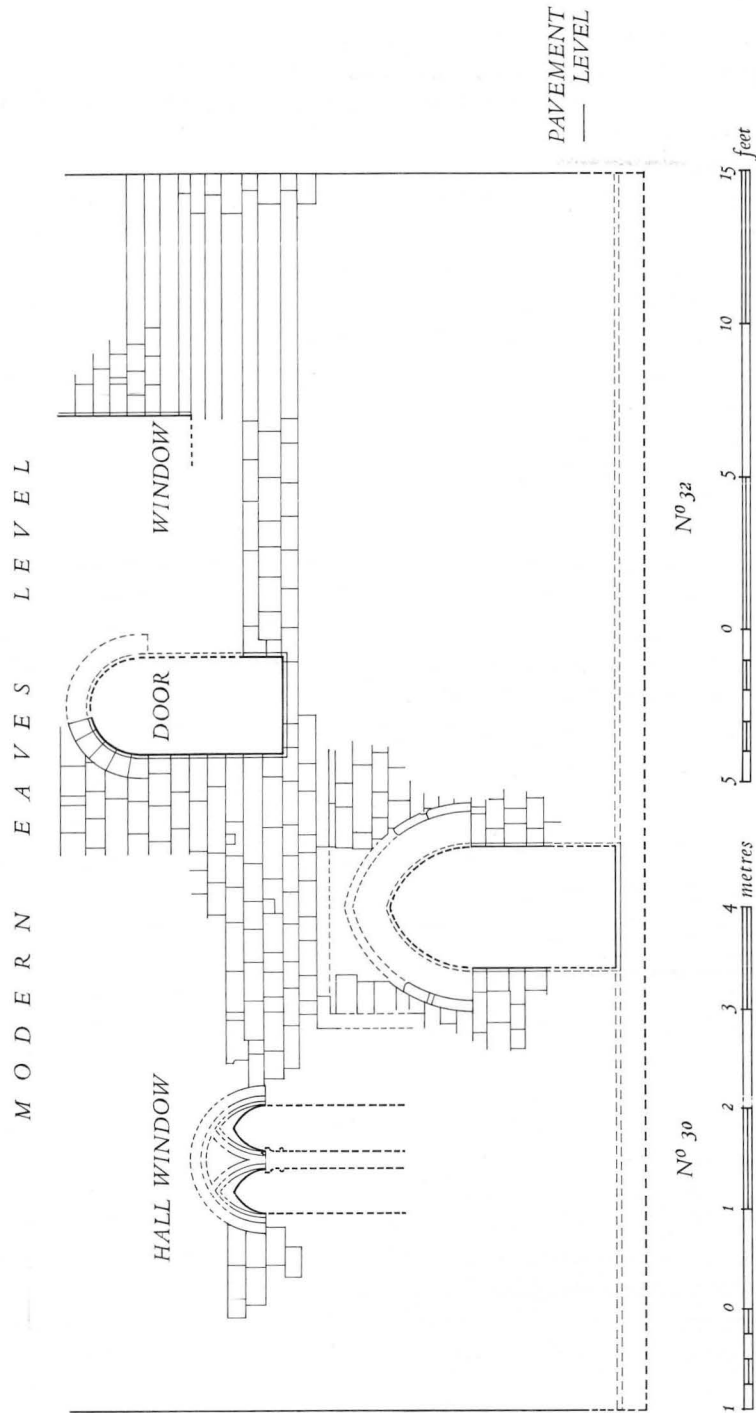 MODERN EAVES LEVEL
HALL WINDOW
DOOR
WINDOW
PAVEMENT
LEVEL
Nº 30
Nº 32
1 0 1 2 3 4 metres
5 0 5 10 15 feet